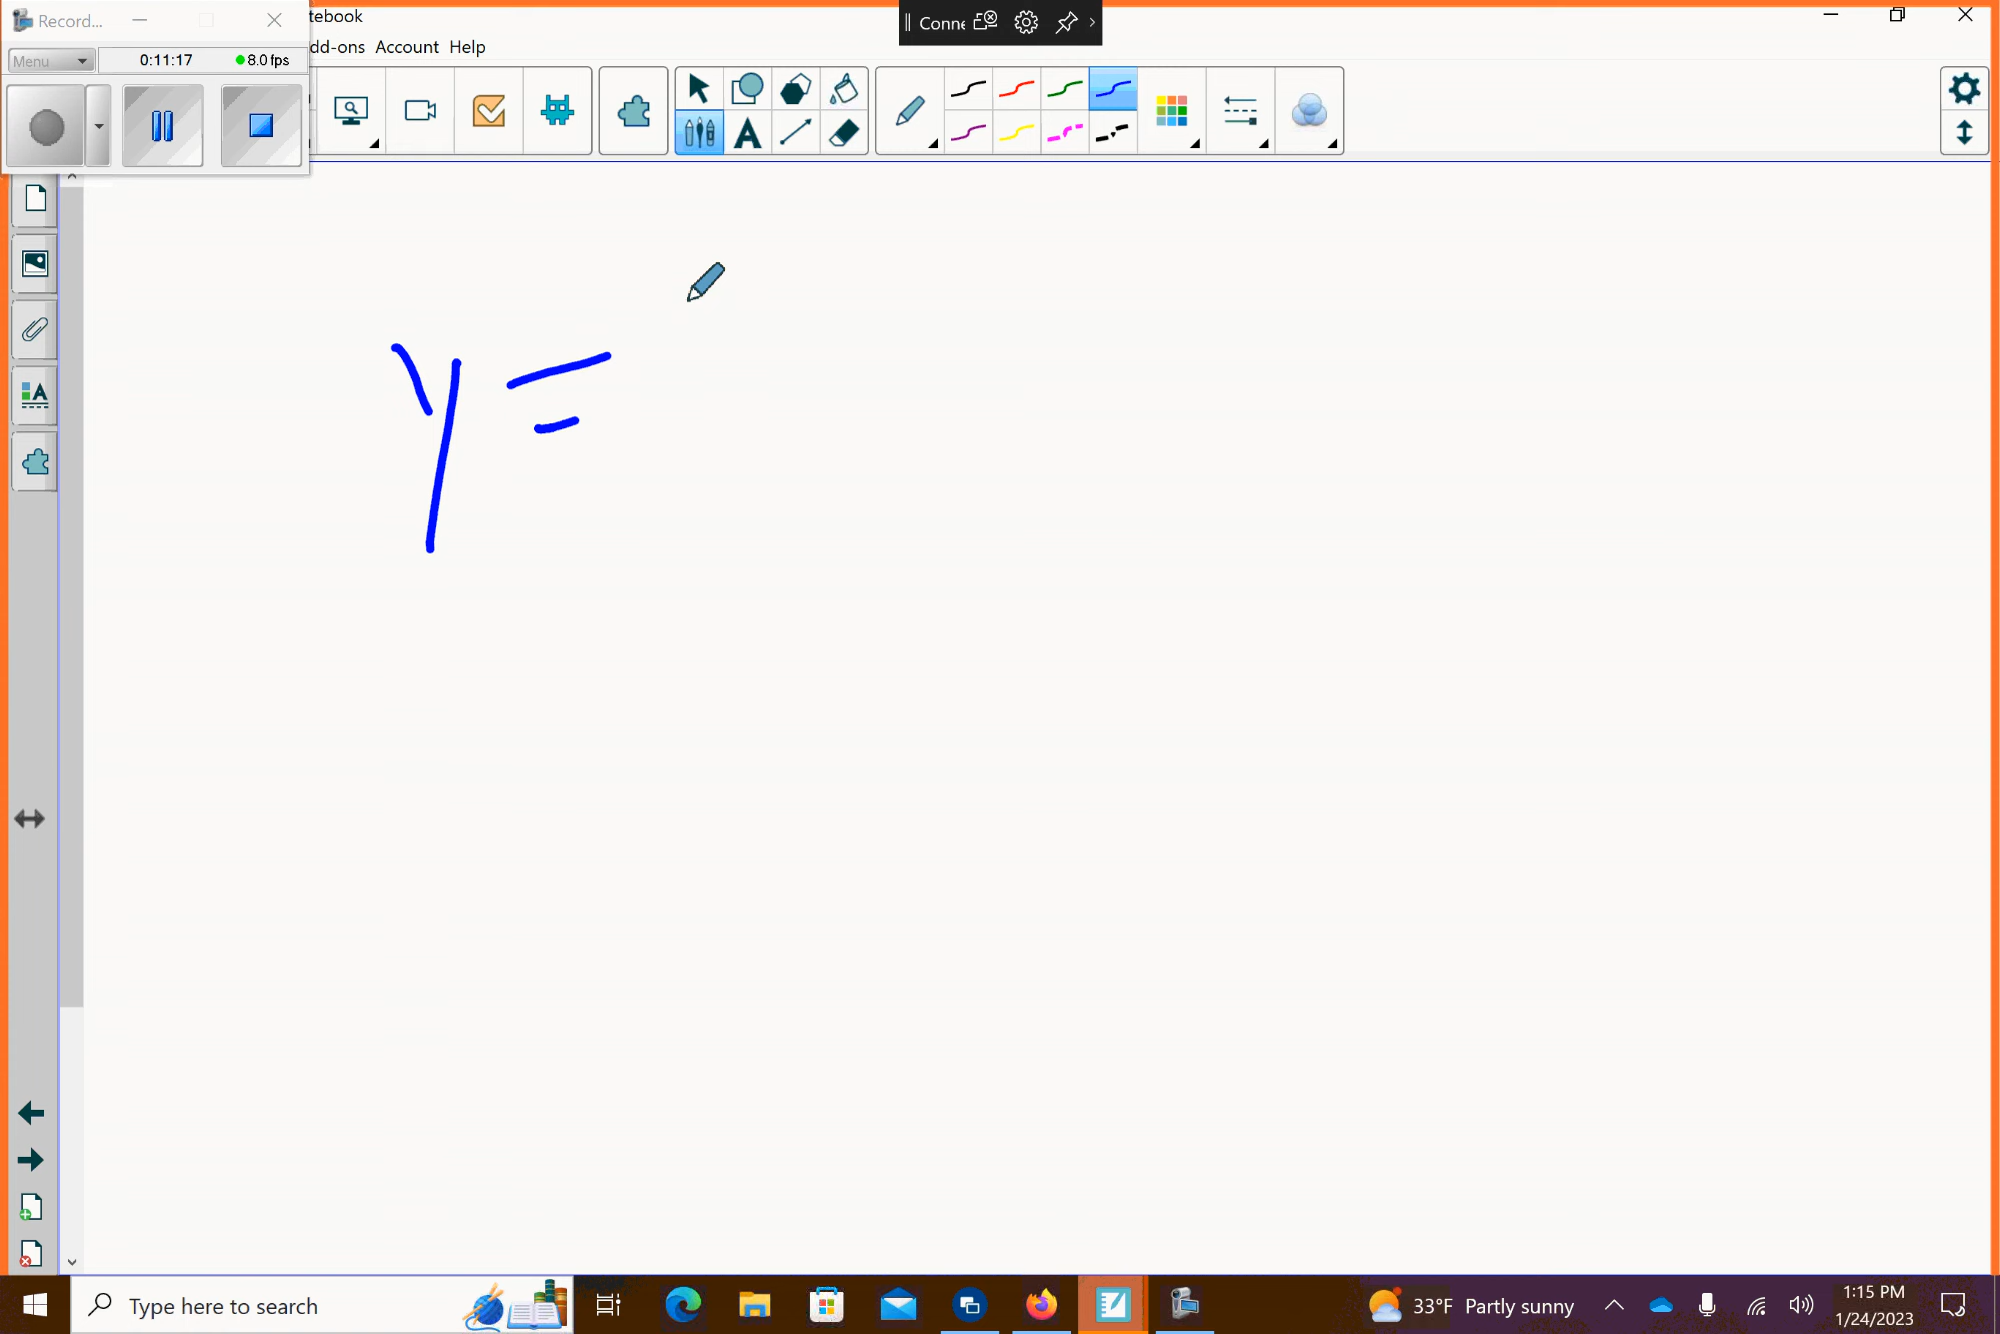 Record...
tebook
Conne
Menu
0:11:17
8.0 fps
dd-ons Account Help
A
A
y =
Type here to search
33°F Partly sunny
1:15 PM
1/24/2023